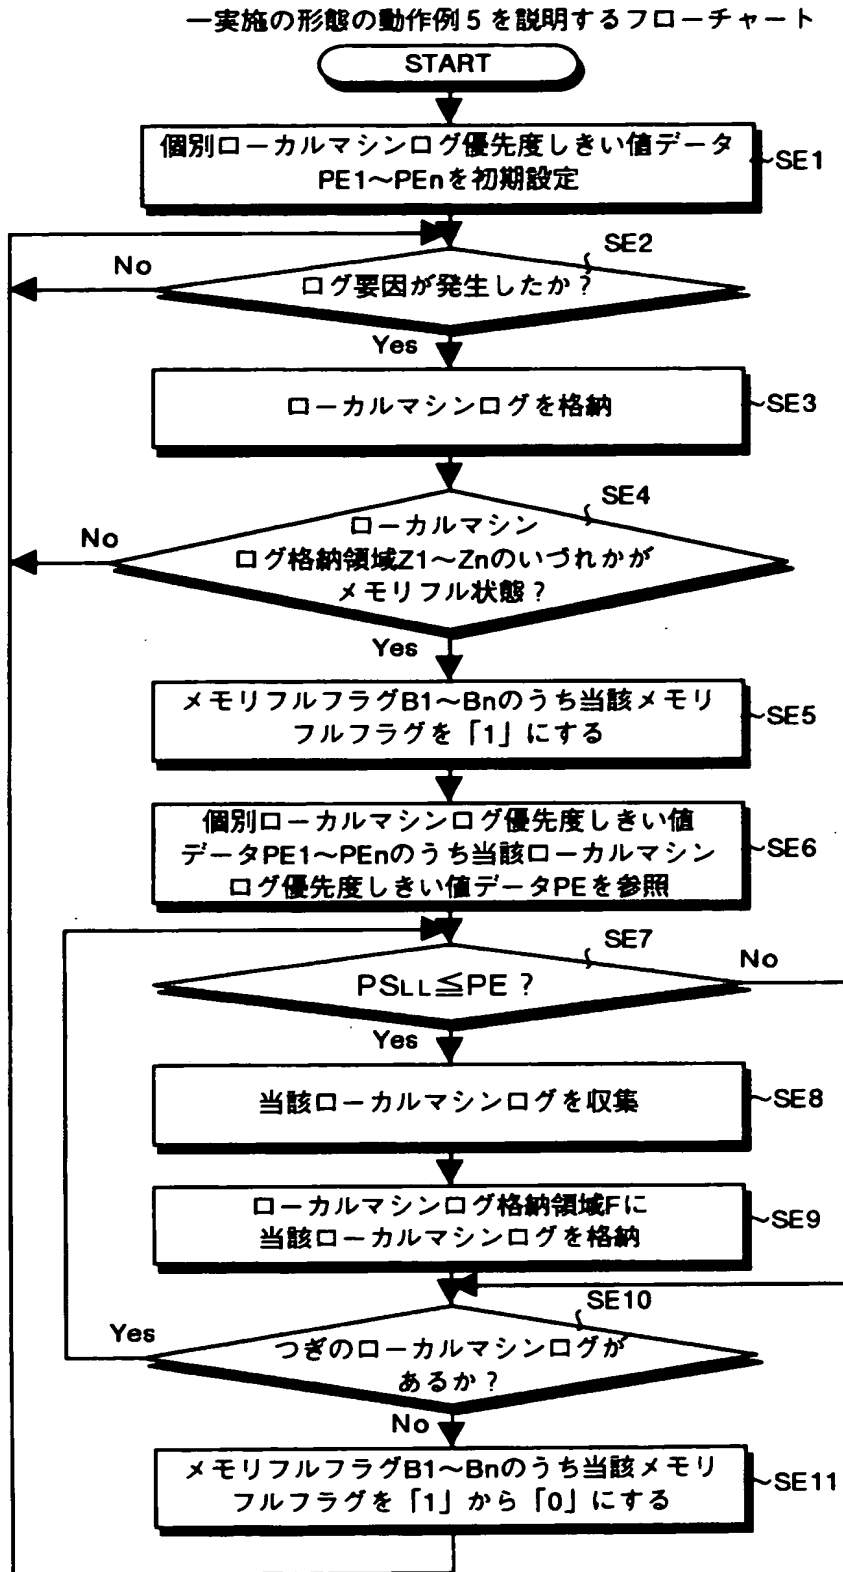 一実施の形態の動作例5を説明するフローチャート
START
個別ローカルマシンログ優先度しきい値データ
PE1～PEnを初期設定
SE1
SE2
No
ログ要因が発生したか？
Yes
ローカルマシンログを格納
SE3
SE4
No
ローカルマシン
ログ格納領域Z1～Znのいづれかが
メモリフル状態？
Yes
メモリフルフラグB1～Bnのうち当該メモリ
フルフラグを「1」にする
SE5
個別ローカルマシンログ優先度しきい値
データPE1～PEnのうち当該ローカルマシン
ログ優先度しきい値データPEを参照
SE6
SE7
No
PSLL≦PE？
Yes
当該ローカルマシンログを収集
SE8
ローカルマシンログ格納領域Fに
当該ローカルマシンログを格納
SE9
SE10
Yes
つぎのローカルマシンログが
あるか？
No
メモリフルフラグB1～Bnのうち当該メモリ
フルフラグを「1」から「0」にする
SE11